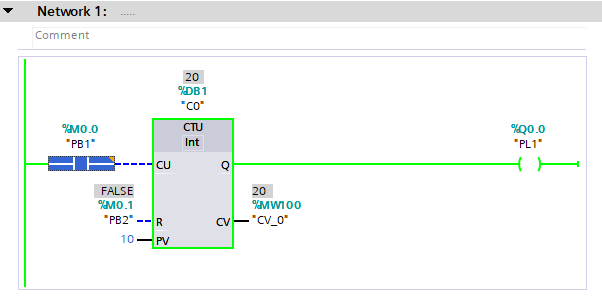 Network 1: .....
Comment
20
%DB1
"C0"
%M0.0
"PB1"
CTU
Int
%Q0.0
"PL1"
CU
Q
FALSE
%M0.1
"PB2"
R
20
%MW100
CV
"CV_0"
10
PV